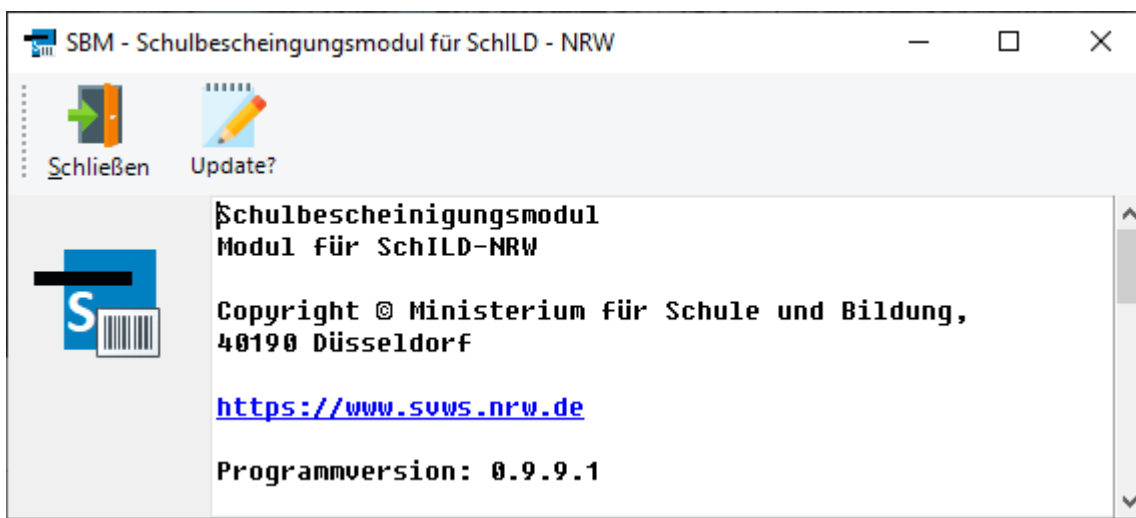 SBM - Schulbescheingungsmodul für SchILD - NRW
Schließen Update?
Schulbescheinigungsmodul
Modul für SchILD-NRW
Copyright © Ministerium für Schule und Bildung,
40190 Düsseldorf
https://www.svws.nrw.de
Programmversion: 0.9.9.1
S